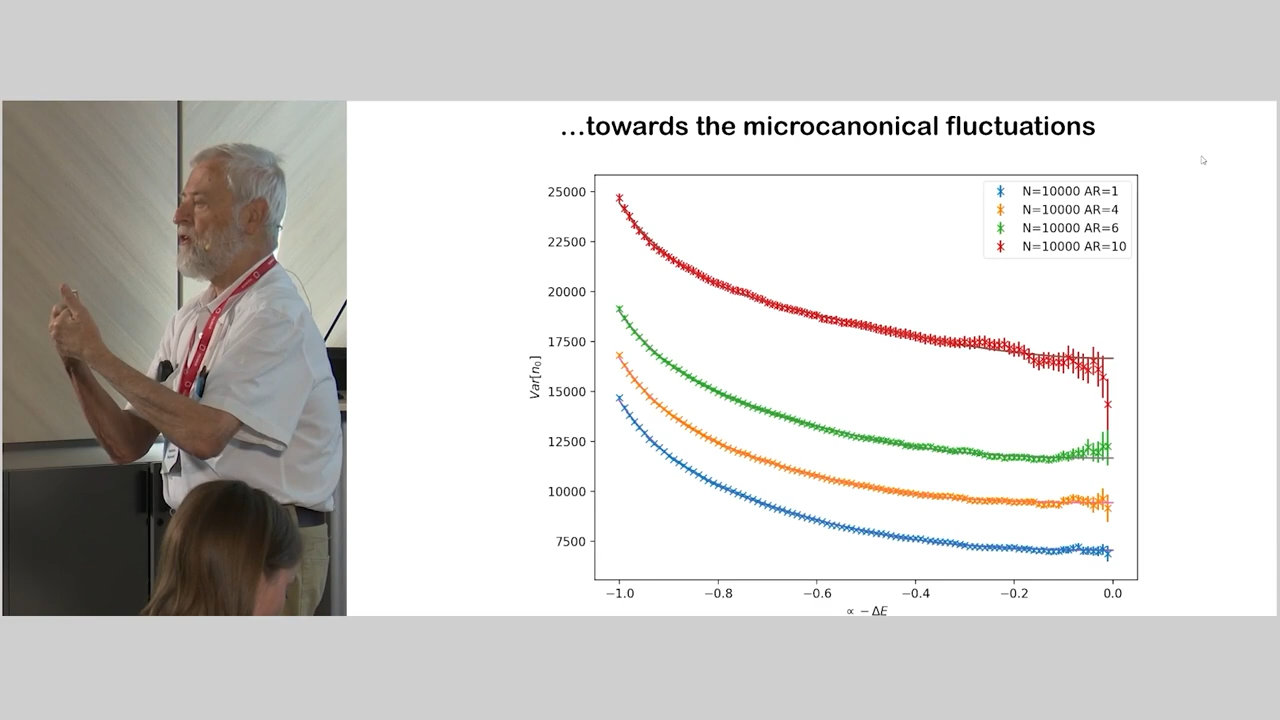 ...towards the microcanonical fluctuations
N=10000 AR=1
N=10000 AR=4
N=10000 AR=6
N=10000 AR=10
25000
22500
20000
17500
15000
12500
10000
7500
Var[n₀]
−1.0 −0.8 −0.6 −0.4 −0.2 0.0
∝ − ΔE